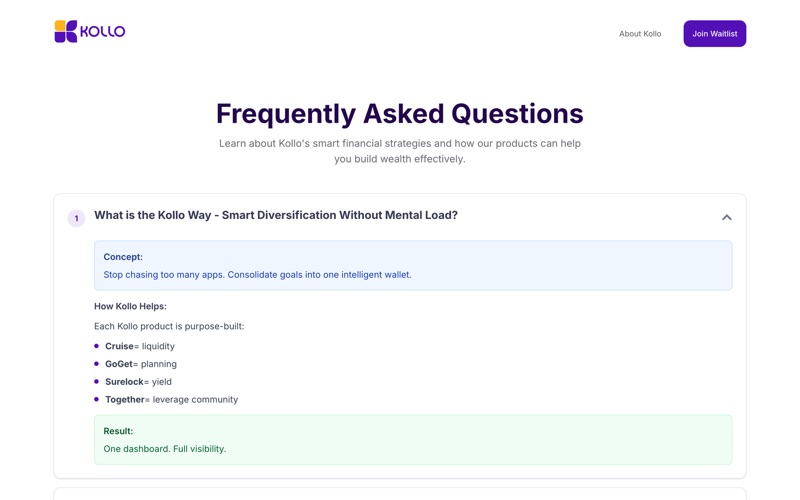 KOLLO
About Kollo
Join Waitlist
Frequently Asked Questions
Learn about Kollo's smart financial strategies and how our products can help
you build wealth effectively.
1
What is the Kollo Way - Smart Diversification Without Mental Load?
Concept:
Stop chasing too many apps. Consolidate goals into one intelligent wallet.
How Kollo Helps:
Each Kollo product is purpose-built:
Cruise= liquidity
GoGet= planning
Surelock= yield
Together= leverage community
Result:
One dashboard. Full visibility.